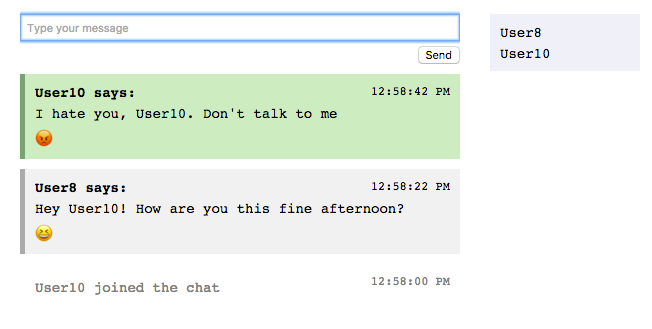 Type your message
Send
User10 says: 12:58:42 PM
I hate you, User10. Don't talk to me
😡
User8 says: 12:58:22 PM
Hey User10! How are you this fine afternoon?
😆
User10 joined the chat 12:58:00 PM
User8
User10